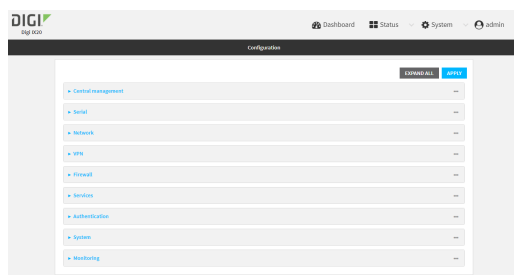 DIGI
Digi IX20
Dashboard Status System admin
Configuration
EXPAND ALL APPLY
Central management
Serial
Network
VPN
Firewall
Services
Authentication
System
Monitoring